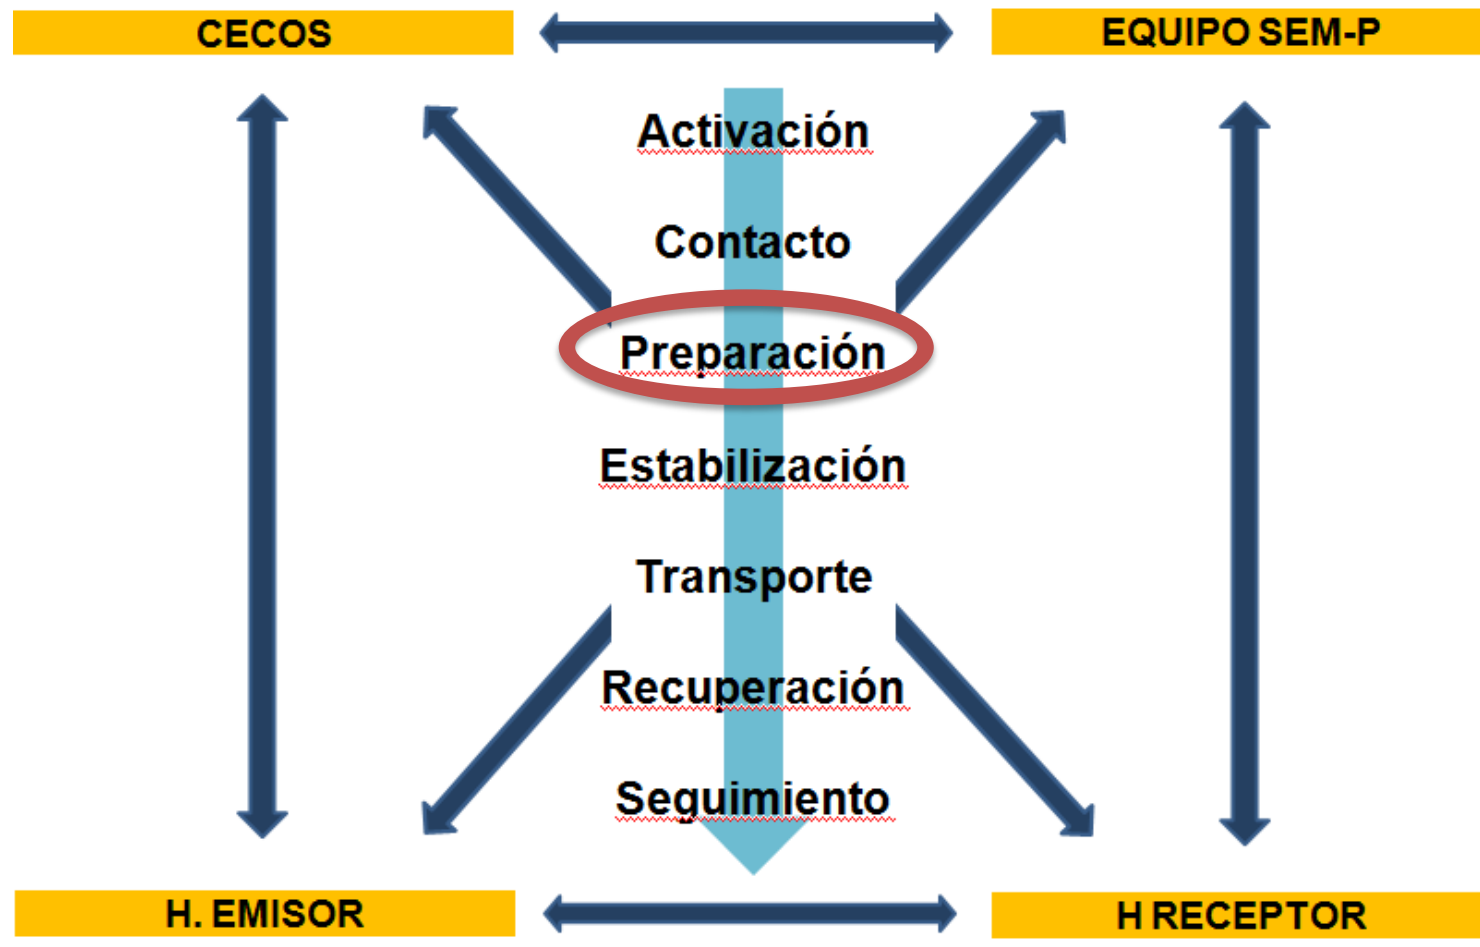 CECOS
EQUIPO SEM-P
Activación
Contacto
Preparación
Estabilización
Transporte
Recuperación
Seguimiento
H. EMISOR
H RECEPTOR